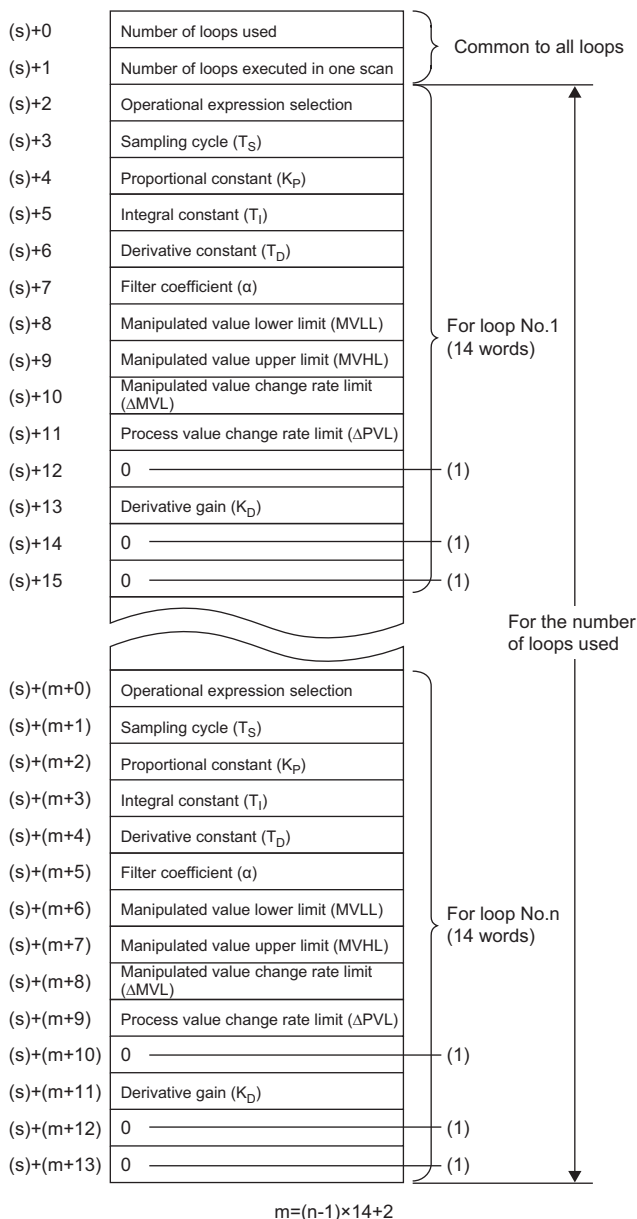 (s)+0 Number of loops used
Common to all loops
(s)+1 Number of loops executed in one scan
(s)+2 Operational expression selection
(s)+3 Sampling cycle (TS)
(s)+4 Proportional constant (KP)
(s)+5 Integral constant (TI)
(s)+6 Derivative constant (TD)
(s)+7 Filter coefficient (α)
(s)+8 Manipulated value lower limit (MVLL)
For loop No.1
(14 words)
(s)+9 Manipulated value upper limit (MVHL)
(s)+10 Manipulated value change rate limit
(ΔMVL)
(s)+11 Process value change rate limit (ΔPVL)
(s)+12 0 (1)
(s)+13 Derivative gain (KD)
(s)+14 0 (1)
(s)+15 0 (1)
For the number
of loops used
(s)+(m+0) Operational expression selection
(s)+(m+1) Sampling cycle (TS)
(s)+(m+2) Proportional constant (KP)
(s)+(m+3) Integral constant (TI)
(s)+(m+4) Derivative constant (TD)
(s)+(m+5) Filter coefficient (α)
(s)+(m+6) Manipulated value lower limit (MVLL)
For loop No.n
(14 words)
(s)+(m+7) Manipulated value upper limit (MVHL)
(s)+(m+8) Manipulated value change rate limit
(ΔMVL)
(s)+(m+9) Process value change rate limit (ΔPVL)
(s)+(m+10) 0 (1)
(s)+(m+11) Derivative gain (KD)
(s)+(m+12) 0 (1)
(s)+(m+13) 0 (1)
m=(n-1)×14+2